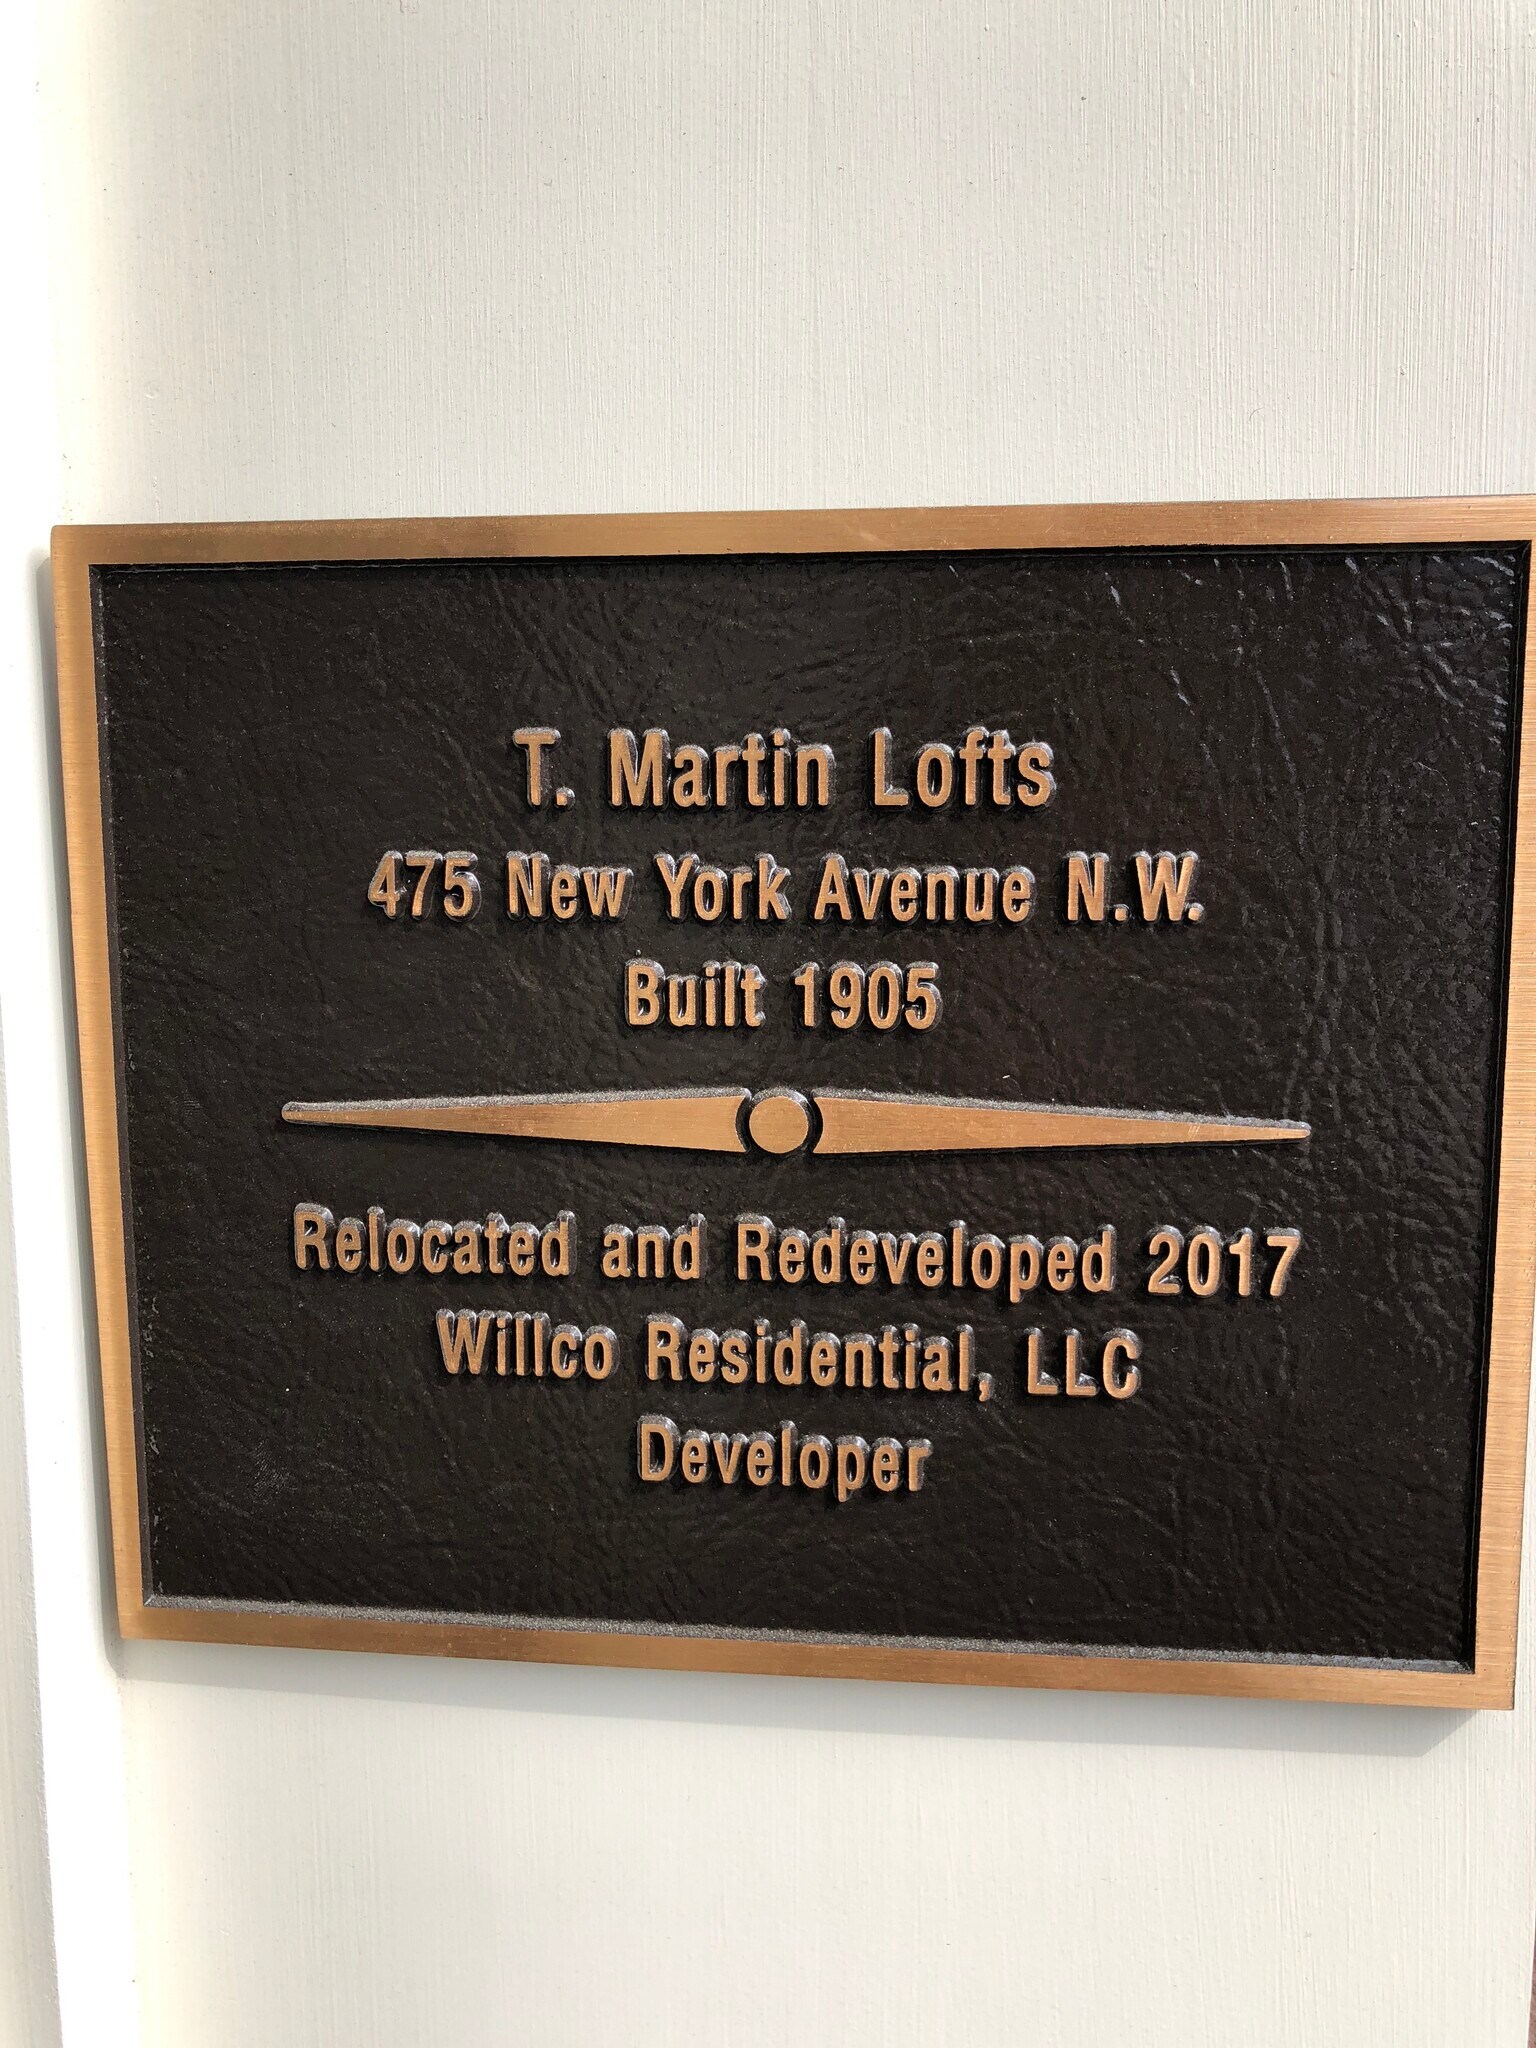 T. Martin Lofts
475 New York Avenue N.W.
Built 1905
Relocated and Redeveloped 2017
Willco Residential, LLC
Developer